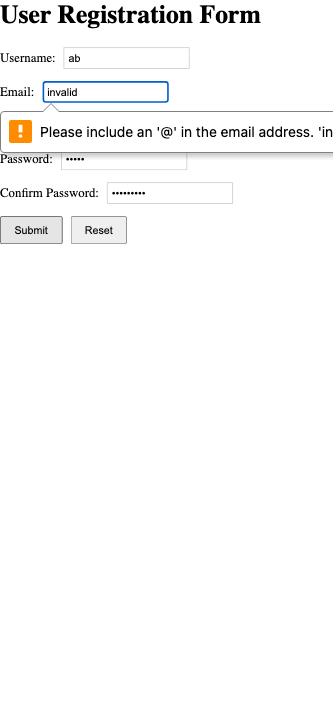 User Registration Form
Username: ab
Email: invalid
Please include an '@' in the email address. 'in
Password: •••••
Confirm Password: •••••••••
Submit Reset